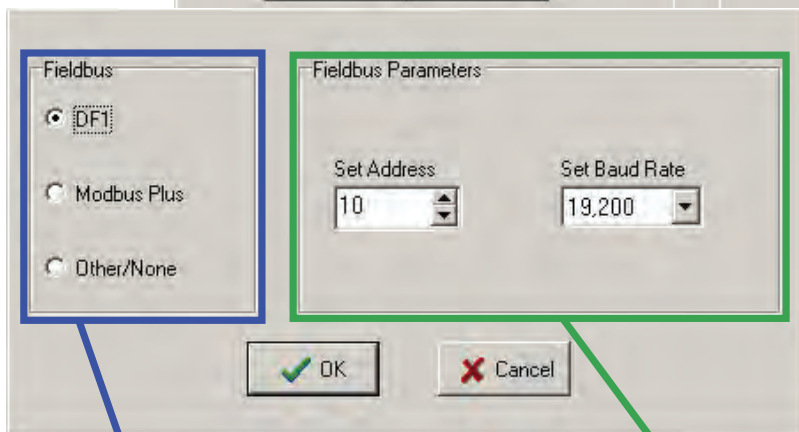 Fieldbus
DF1
Modbus Plus
Other/None
Fieldbus Parameters
Set Address
10
Set Baud Rate
19,200
OK
Cancel